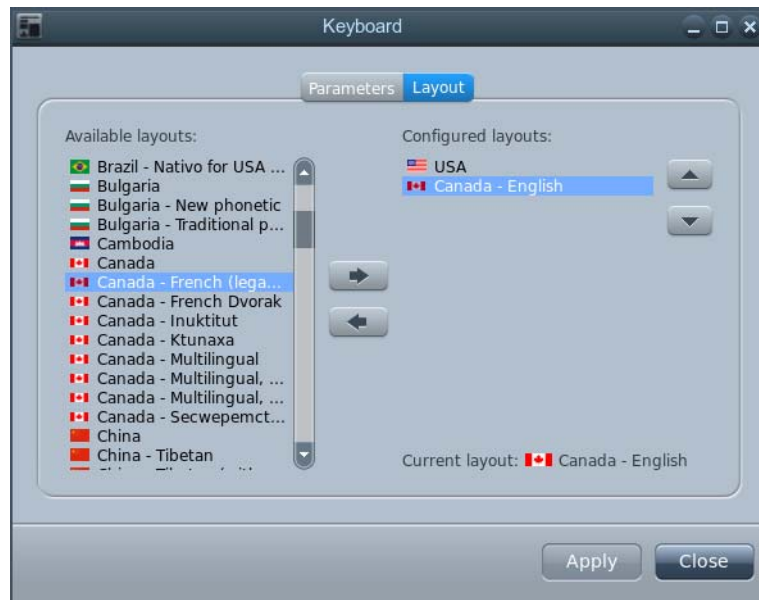 Keyboard
Parameters
Layout
Available layouts:
Brazil - Nativo for USA ...
Bulgaria
Bulgaria - New phonetic
Bulgaria - Traditional p...
Cambodia
Canada
Canada - French (lega...
Canada - French Dvorak
Canada - Inuktitut
Canada - Ktunaxa
Canada - Multilingual
Canada - Multilingual, ...
Canada - Multilingual, ...
Canada - Secwepemct...
China
China - Tibetan
Configured layouts:
USA
Canada - English
Current layout: Canada - English
Apply
Close